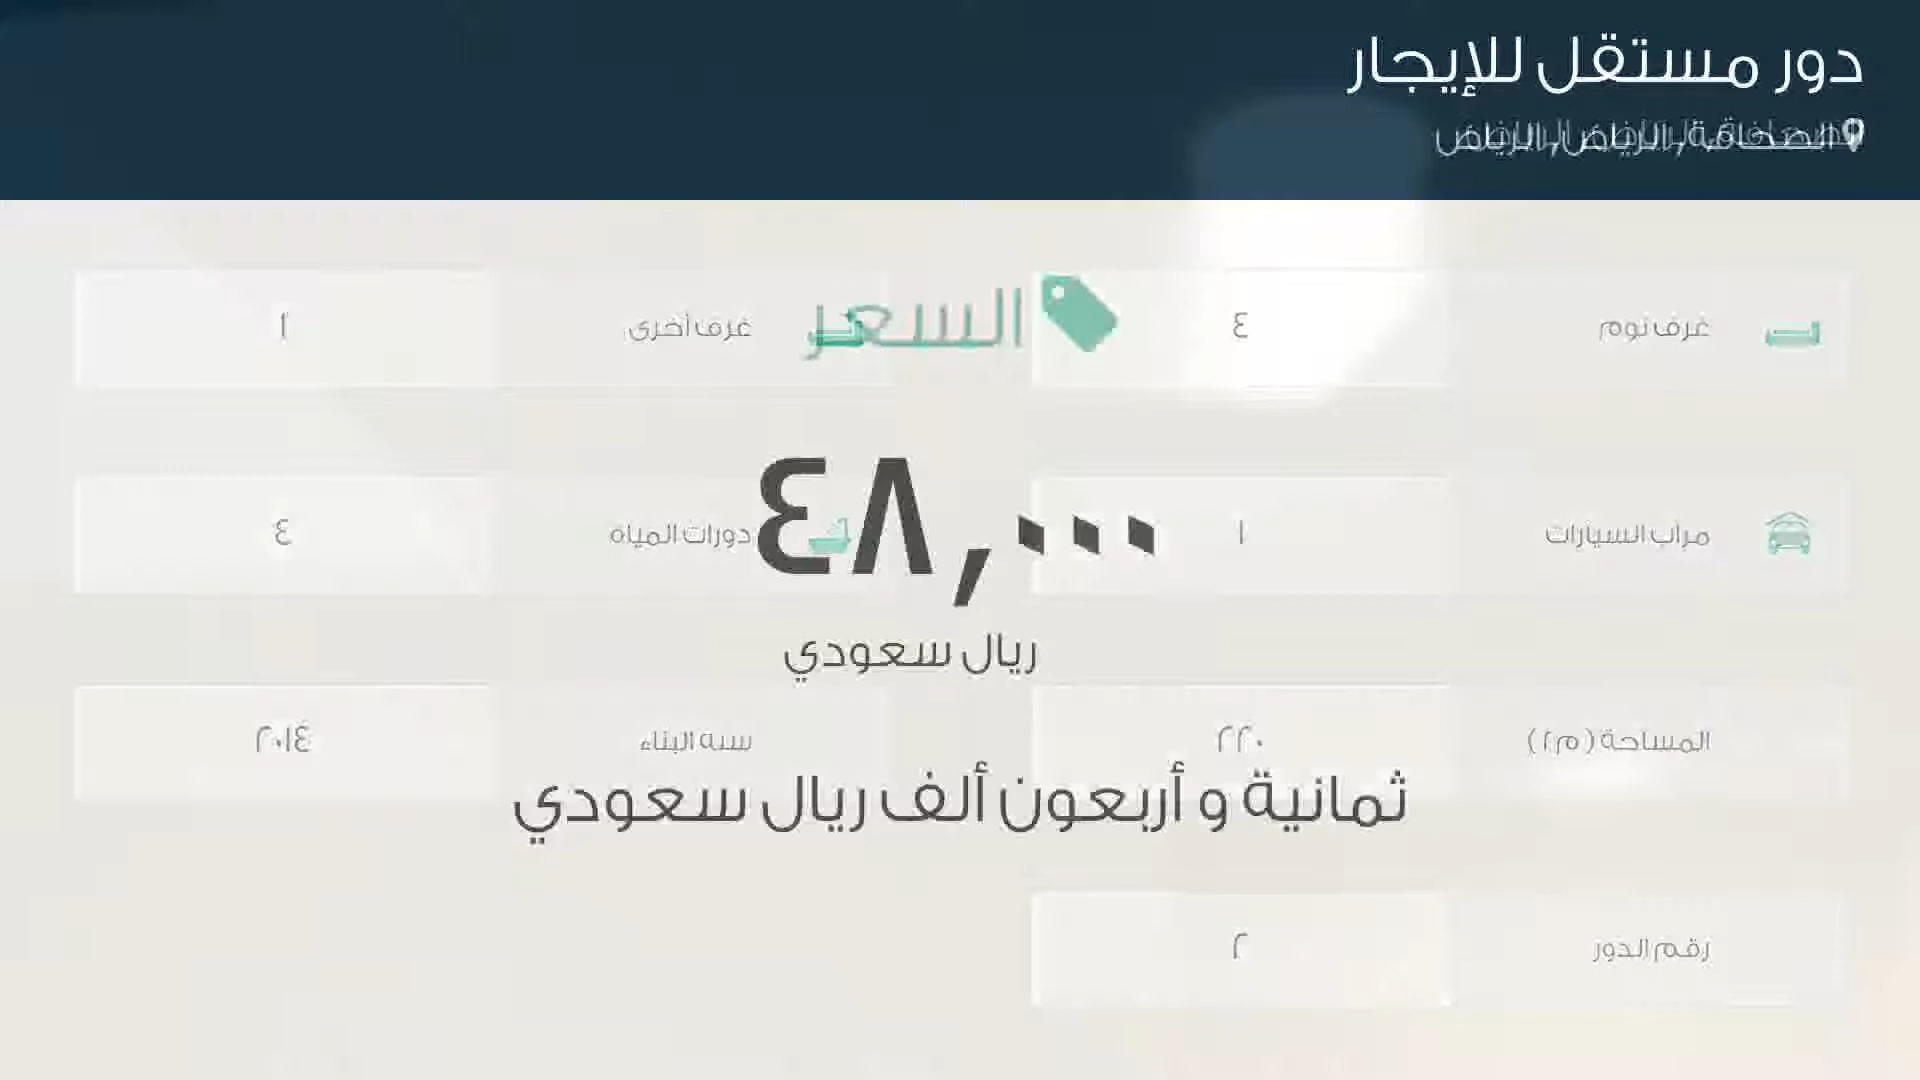 دور مستقل للإيجار
الصحافة, الرياض, الرياض
السعر
غرف نوم ٤
غرف أخرى ١
٤٨,٠٠٠
مرآب السيارات ١
دورات المياه ٤
ريال سعودي
المساحة (م٢) ٢٢٠
سنة البناء ٢٠١٤
ثمانية و أربعون ألف ريال سعودي
رقم الدور ٢